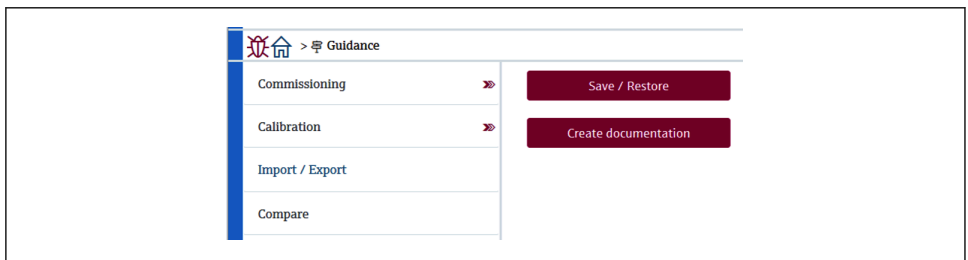 > Guidance
Commissioning
Calibration
Import / Export
Compare
Save / Restore
Create documentation